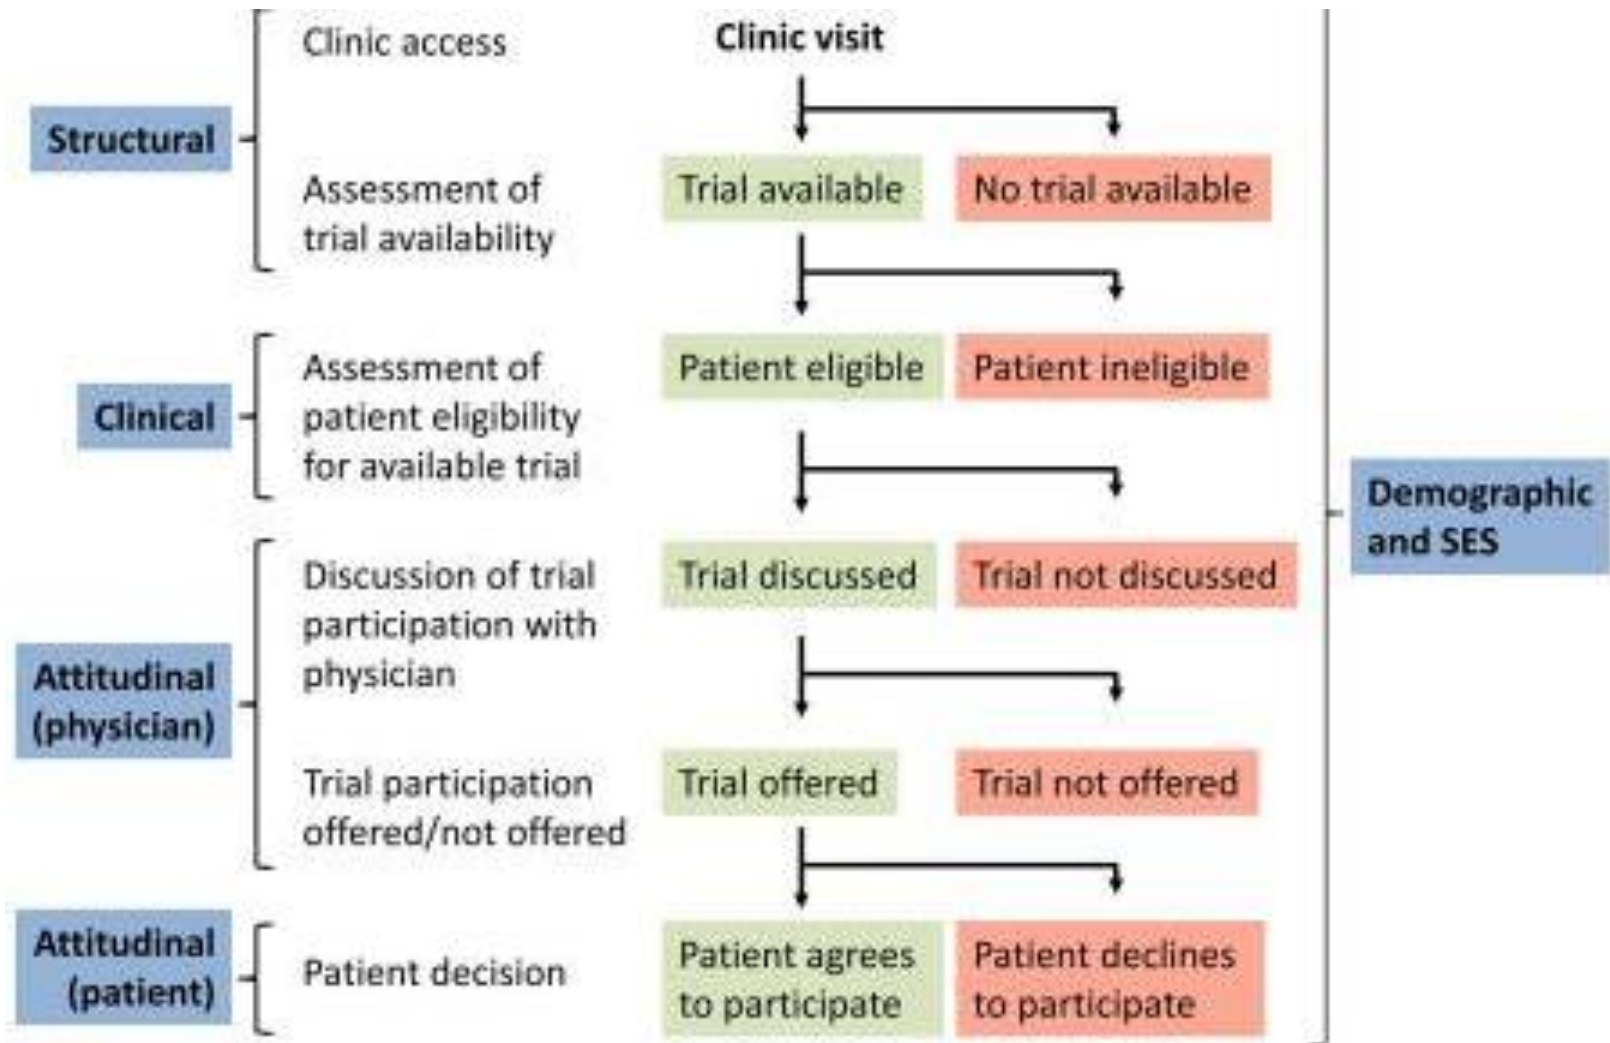 Clinic access
Clinic visit
Structural
Assessment of
trial availability
Trial available
No trial available
Clinical
Assessment of
patient eligibility
for available trial
Patient eligible
Patient ineligible
Demographic
and SES
Attitudinal
(physician)
Discussion of trial
participation with
physician
Trial discussed
Trial not discussed
Trial participation
offered/not offered
Trial offered
Trial not offered
Attitudinal
(patient)
Patient decision
Patient agrees
to participate
Patient declines
to participate